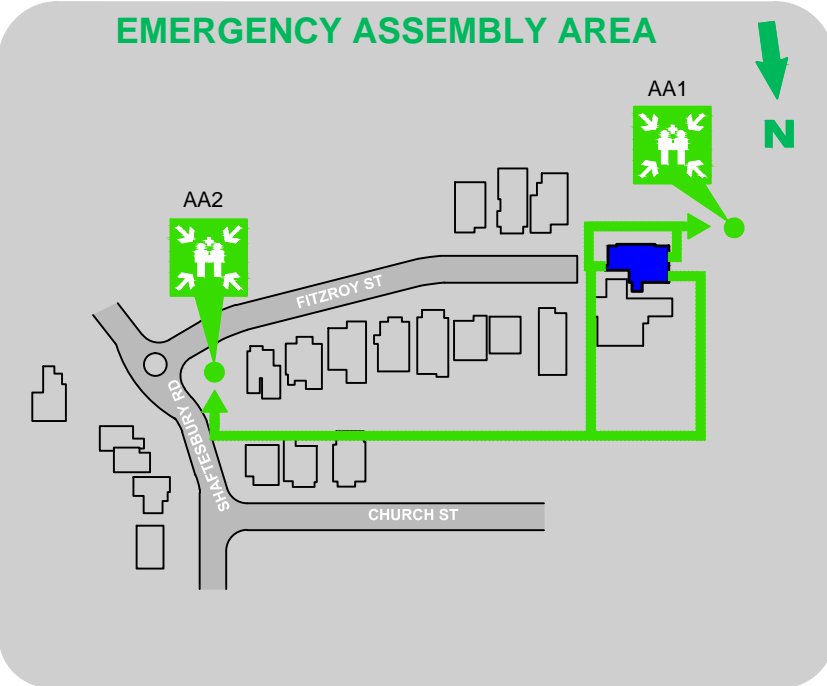 EMERGENCY ASSEMBLY AREA
AA1
N
AA2
FITZROY ST
SHAFTESBURY RD
CHURCH ST